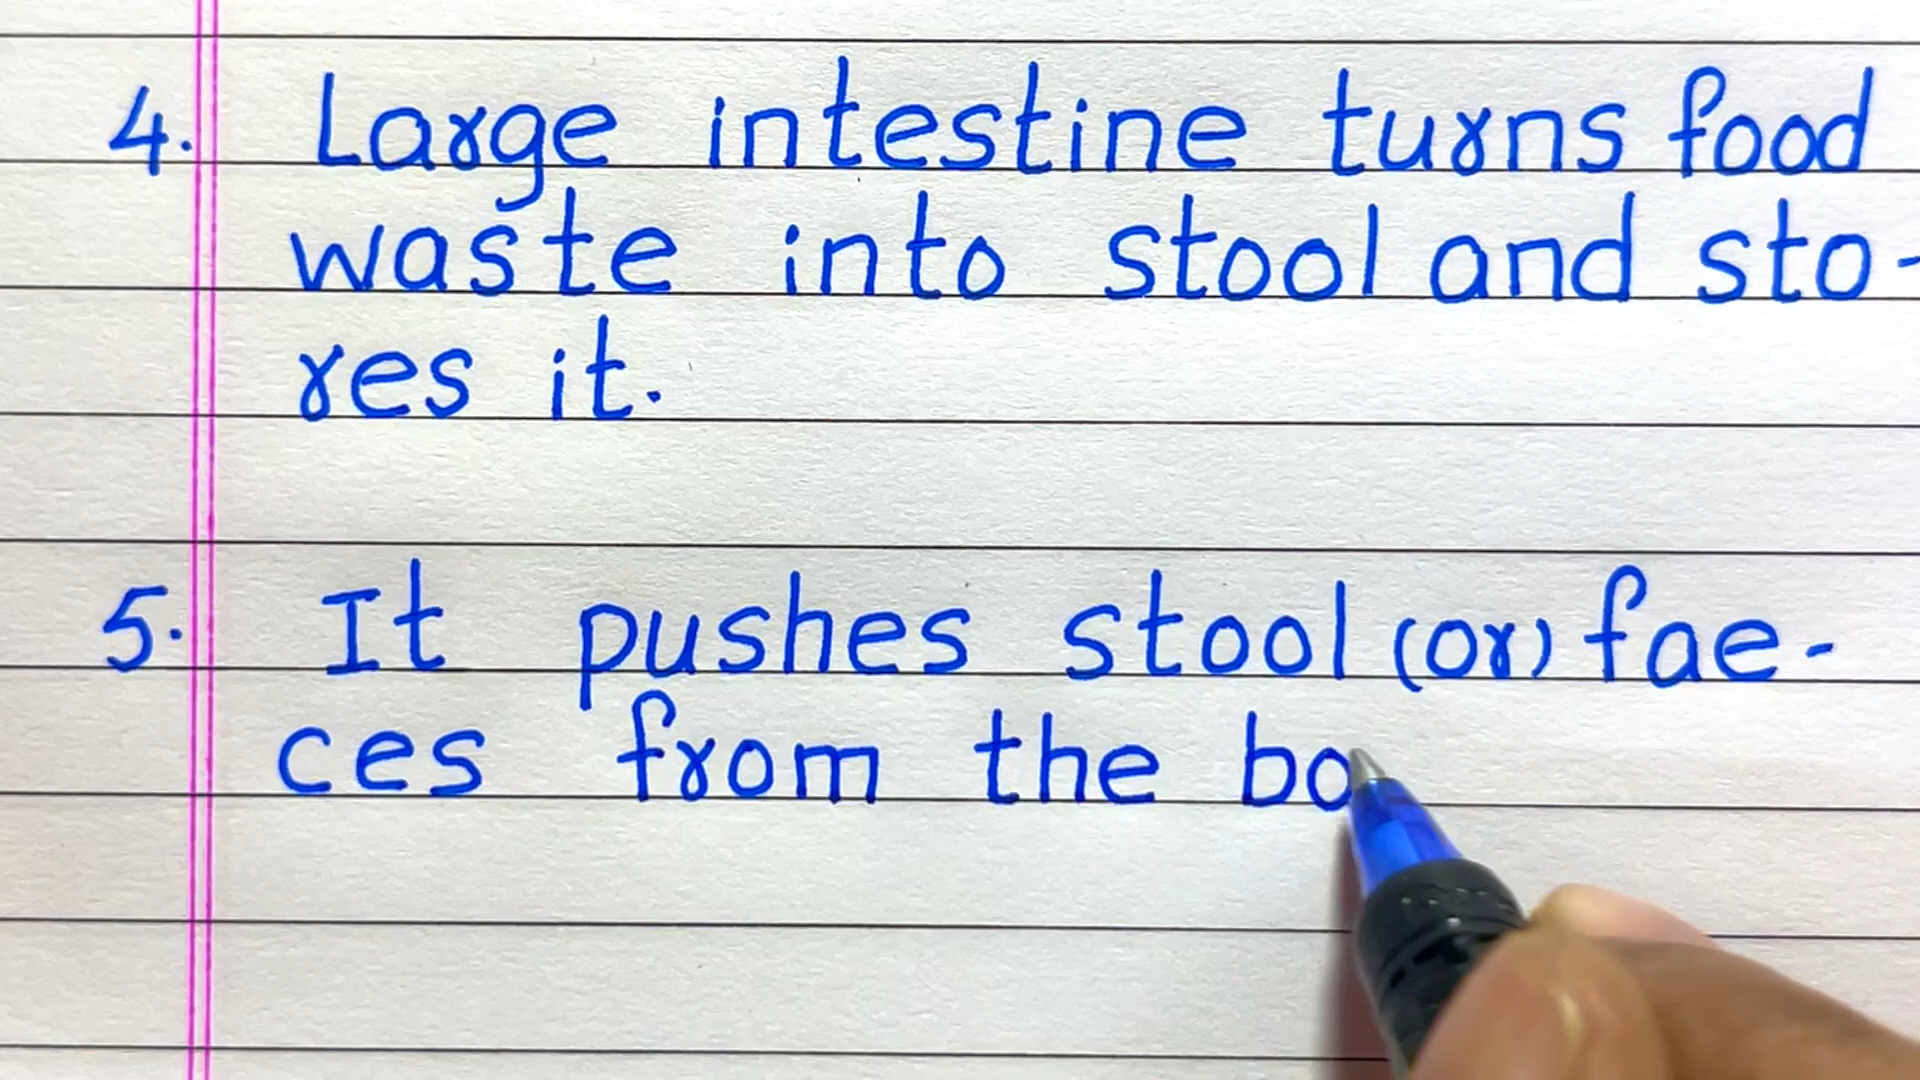 4. Large intestine turns food
waste into stool and sto-
res it.
5. It pushes stool (or) fae-
ces from the bo